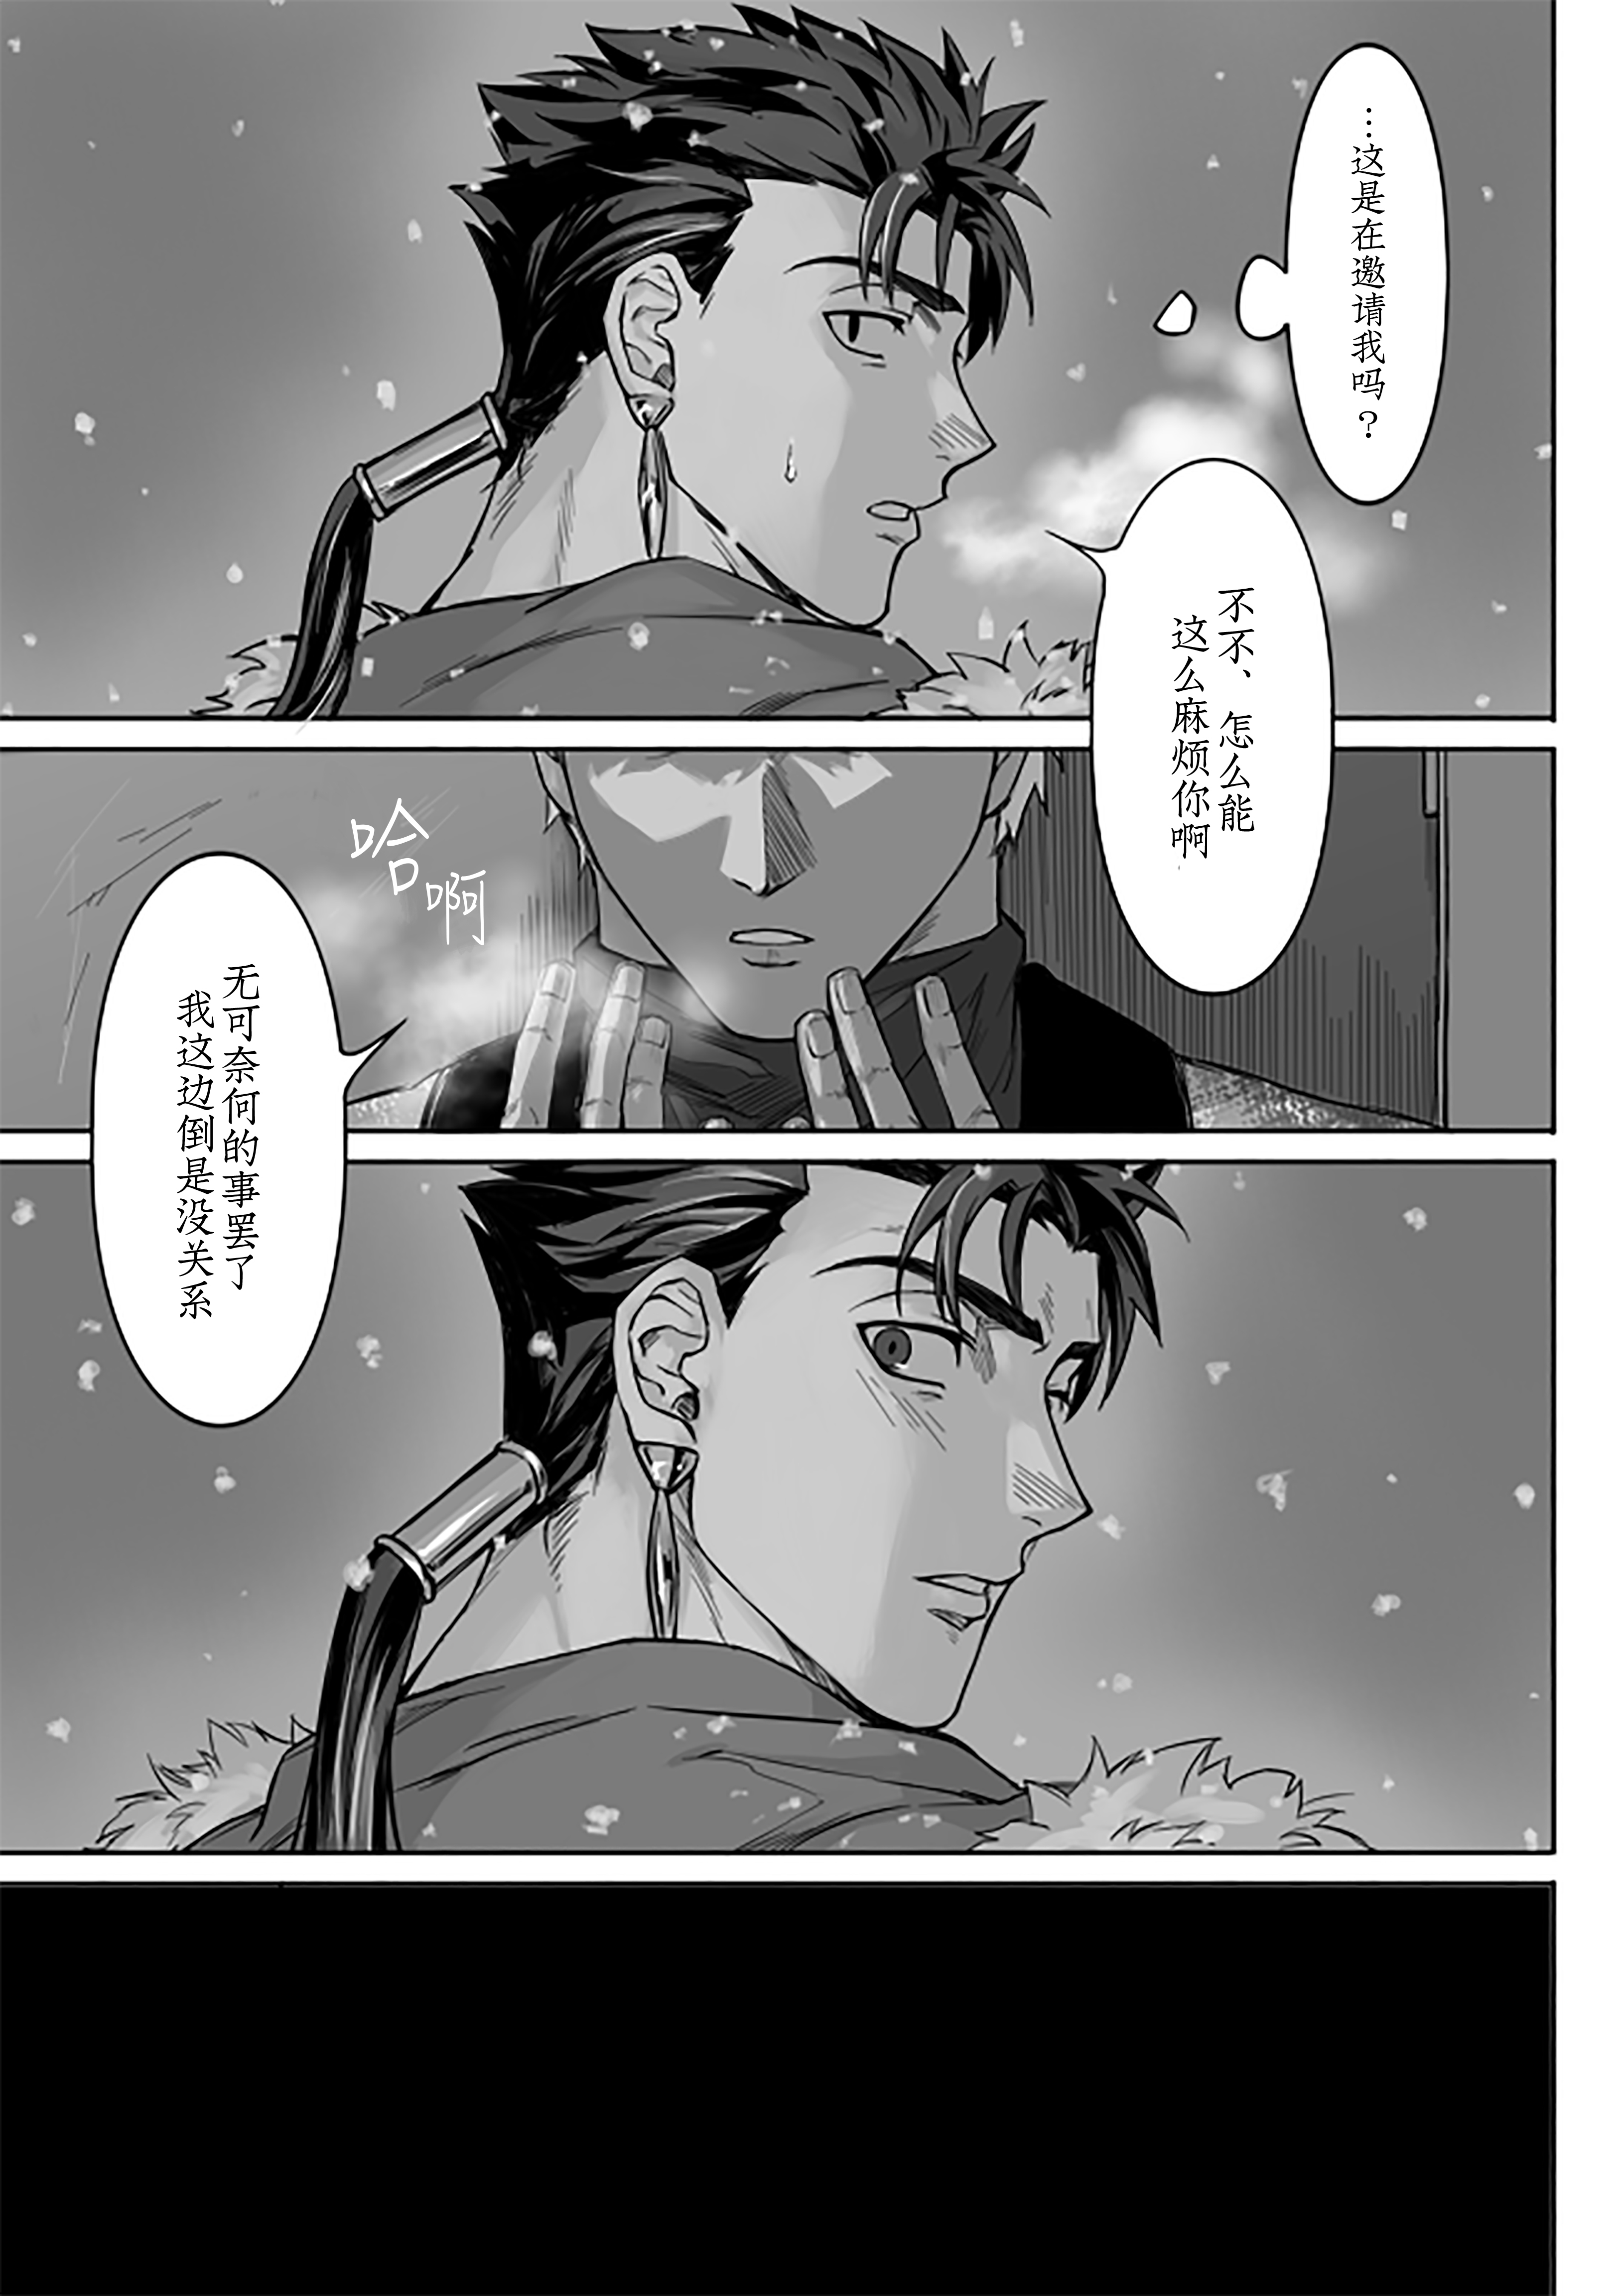 …这是在邀请我吗？
不不、怎么能
这么麻烦你啊
哈啊
无可奈何的事罢了
我这边倒是没关系